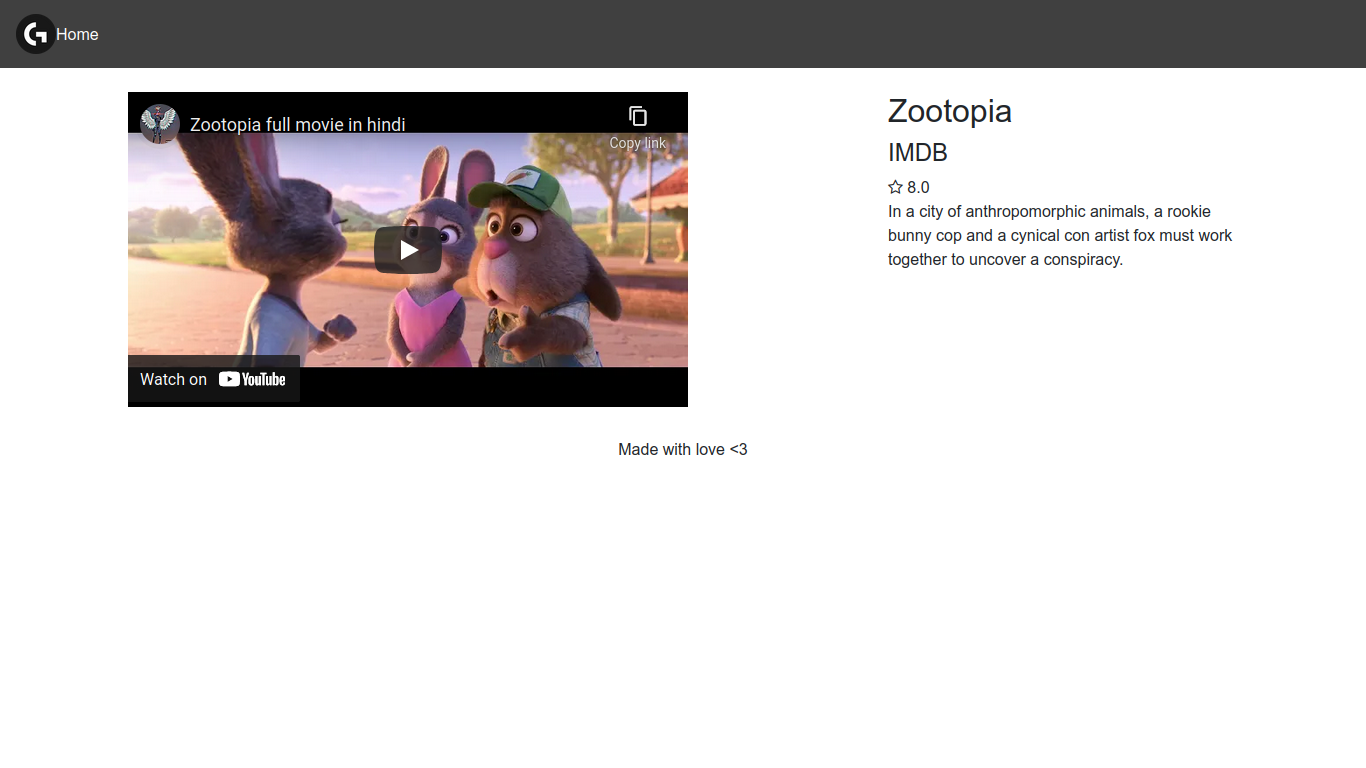 Home
Zootopia full movie in hindi
Copy link
Watch on YouTube
Zootopia
IMDB
8.0
In a city of anthropomorphic animals, a rookie
bunny cop and a cynical con artist fox must work
together to uncover a conspiracy.
Made with love <3